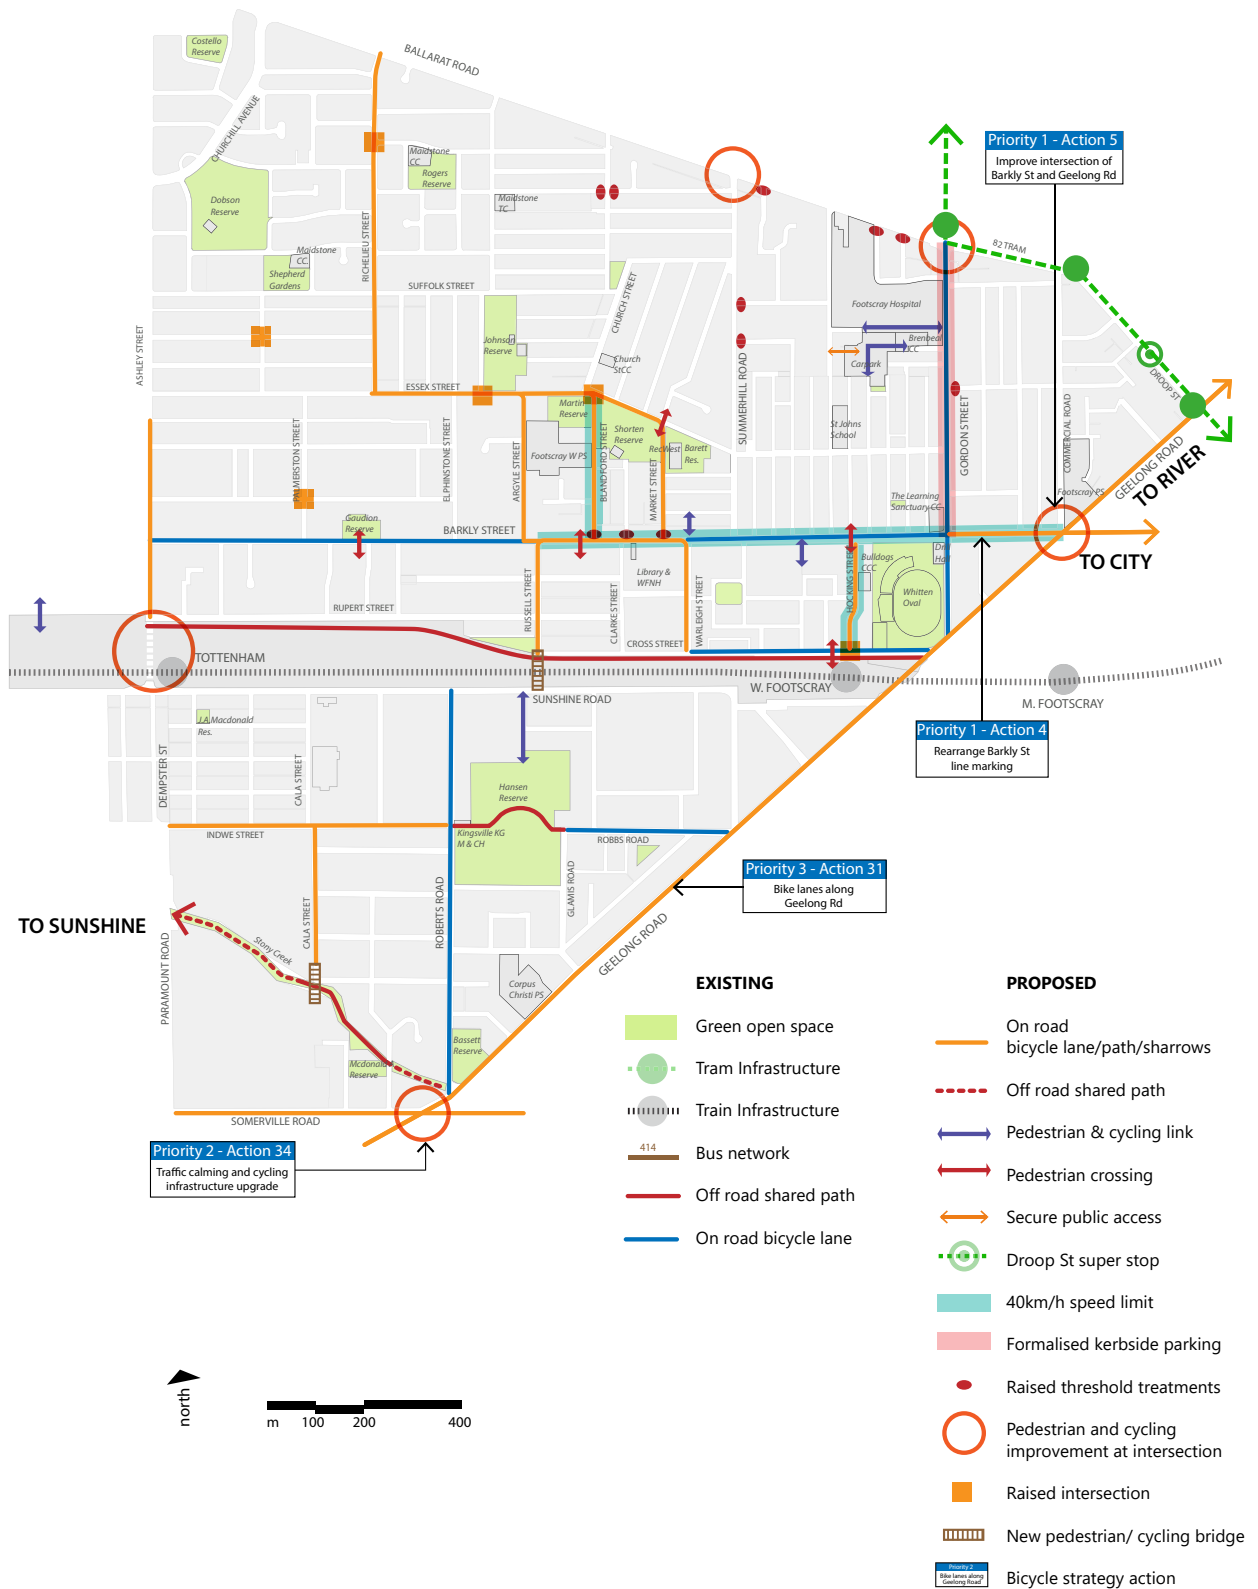 Costello
Reserve
BALLARAT ROAD
CHURCHILL AVENUE
Priority 1 - Action 5
Improve intersection of
Barkly St and Geelong Rd
Maidstone
CC
Rogers
Reserve
Dobson
Reserve
Maidstone
TC
RICHELIEU STREET
Maidstone
CC.
Shepherd
Gardens
82 TRAM
SUFFOLK STREET
CHURCH STREET
Footscray Hospital
ASHLEY STREET
Johnson
Reserve
Brenbeal
CC
Church
StCC
Carpark
SUMMERHILL ROAD
DROOP ST
ESSEX STREET
Martin
Reserve
Shorten
Reserve
St Johns
School
GORDON STREET
COMMERCIAL ROAD
PALMERSTON STREET
ELPHINSTONE STREET
ARGYLE STREET
Footscray W PS
BLANDFORD STREET
RecWest
Barett
Res.
MARKET STREET
GEELONG ROAD
TO RIVER
Footscray PS
The Learning
Sanctuary CC
Gaudion
Reserve
BARKLY STREET
TO CITY
Library &
WFNH
Bulldogs
CCC
Whitten
Oval
RUPERT STREET
RUSSELL STREET
CLARKE STREET
CROSS STREET
WARLEIGH STREET
HOCKING STREET
TOTTENHAM
SUNSHINE ROAD
W. FOOTSCRAY
M. FOOTSCRAY
J.A Macdonald
Res.
DEMPSTER ST
CALA STREET
Priority 1 - Action 4
Rearrange Barkly St
line marking
Hansen
Reserve
INDWE STREET
Kingsville KG
M & CH
ROBBS ROAD
GLAMIS ROAD
Priority 3 - Action 31
Bike lanes along
Geelong Rd
TO SUNSHINE
Stony Creek
CALA STREET
ROBERTS ROAD
GEELONG ROAD
PARAMOUNT ROAD
Corpus
Christi PS
Bassett
Reserve
Mcdonald
Reserve
SOMERVILLE ROAD
Priority 2 - Action 34
Traffic calming and cycling
infrastructure upgrade
EXISTING
Green open space
Tram Infrastructure
Train Infrastructure
414
Bus network
Off road shared path
On road bicycle lane
PROPOSED
On road
bicycle lane/path/sharrows
Off road shared path
Pedestrian & cycling link
Pedestrian crossing
Secure public access
Droop St super stop
40km/h speed limit
Formalised kerbside parking
Raised threshold treatments
Pedestrian and cycling
improvement at intersection
Raised intersection
New pedestrian/ cycling bridge
Priority 2
Bike lanes along
Geelong Road
Bicycle strategy action
north
m 100 200 400